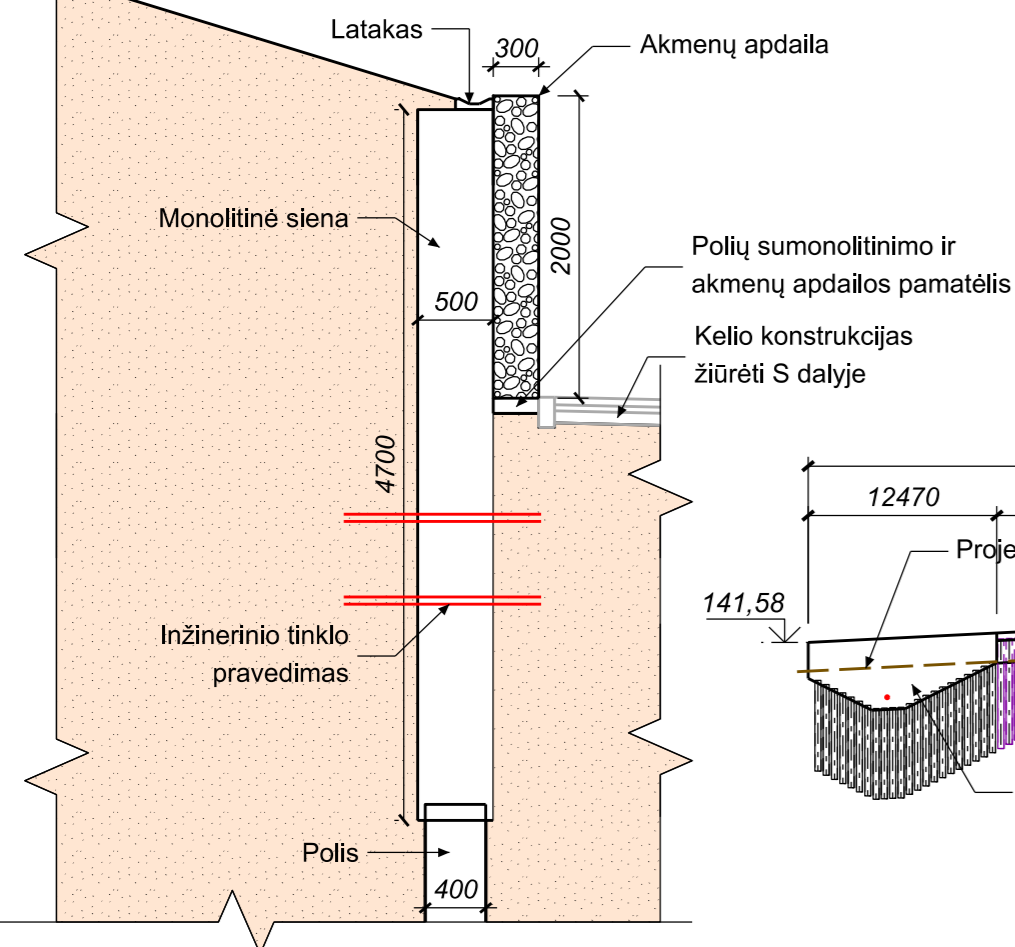 Latakas
300
Akmenų apdaila
Monolitinė siena
2000
Polių sumonolitinimo ir
akmenų apdailos pamatėlis
500
Kelio konstrukcijas
žiūrėti S dalyje
4700
12470
Proje
141,58
Inžinerinio tinklo
pravedimas
Polis
400